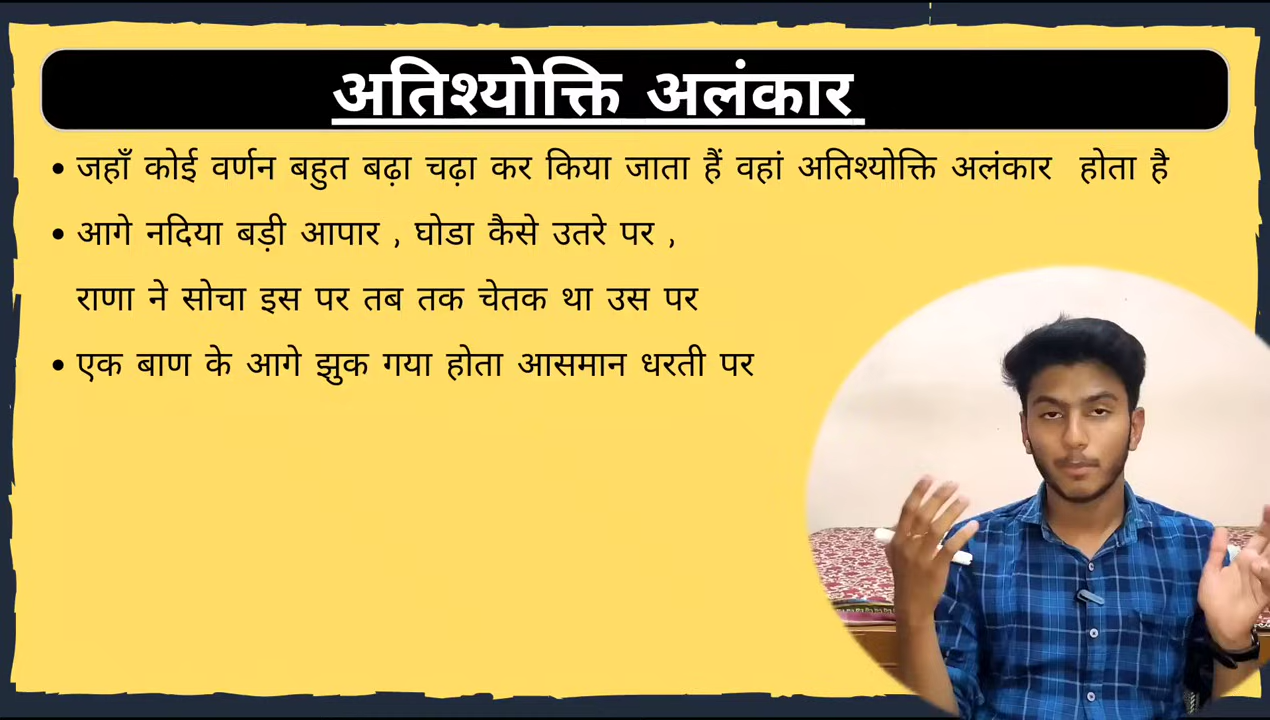 अतिश्योक्ति अलंकार
• जहाँ कोई वर्णन बहुत बढ़ा चढ़ा कर किया जाता हैं वहां अतिश्योक्ति अलंकार होता है
• आगे नदिया बड़ी आपार , घोडा कैसे उतरे पर ,
राणा ने सोचा इस पर तब तक चेतक था उस पर
• एक बाण के आगे झुक गया होता आसमान धरती पर